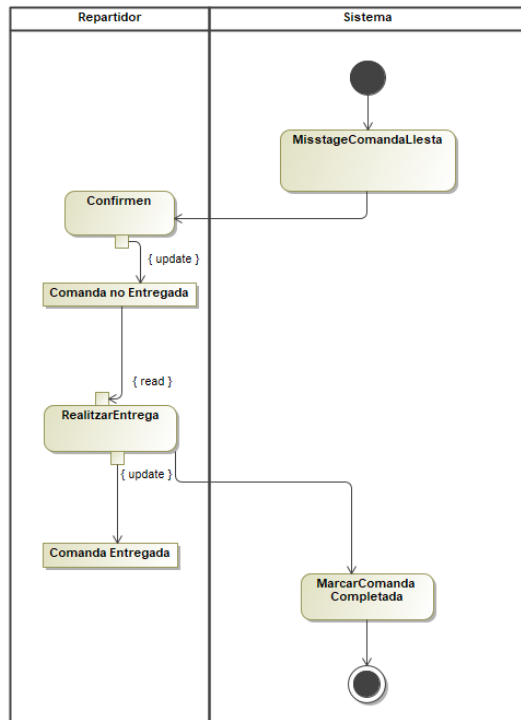 Repartidor
Sistema
MisstageComandaLlesta
Confirmen
{ update }
Comanda no Entregada
{ read }
RealitzarEntrega
{ update }
Comanda Entregada
MarcarComanda
Completada